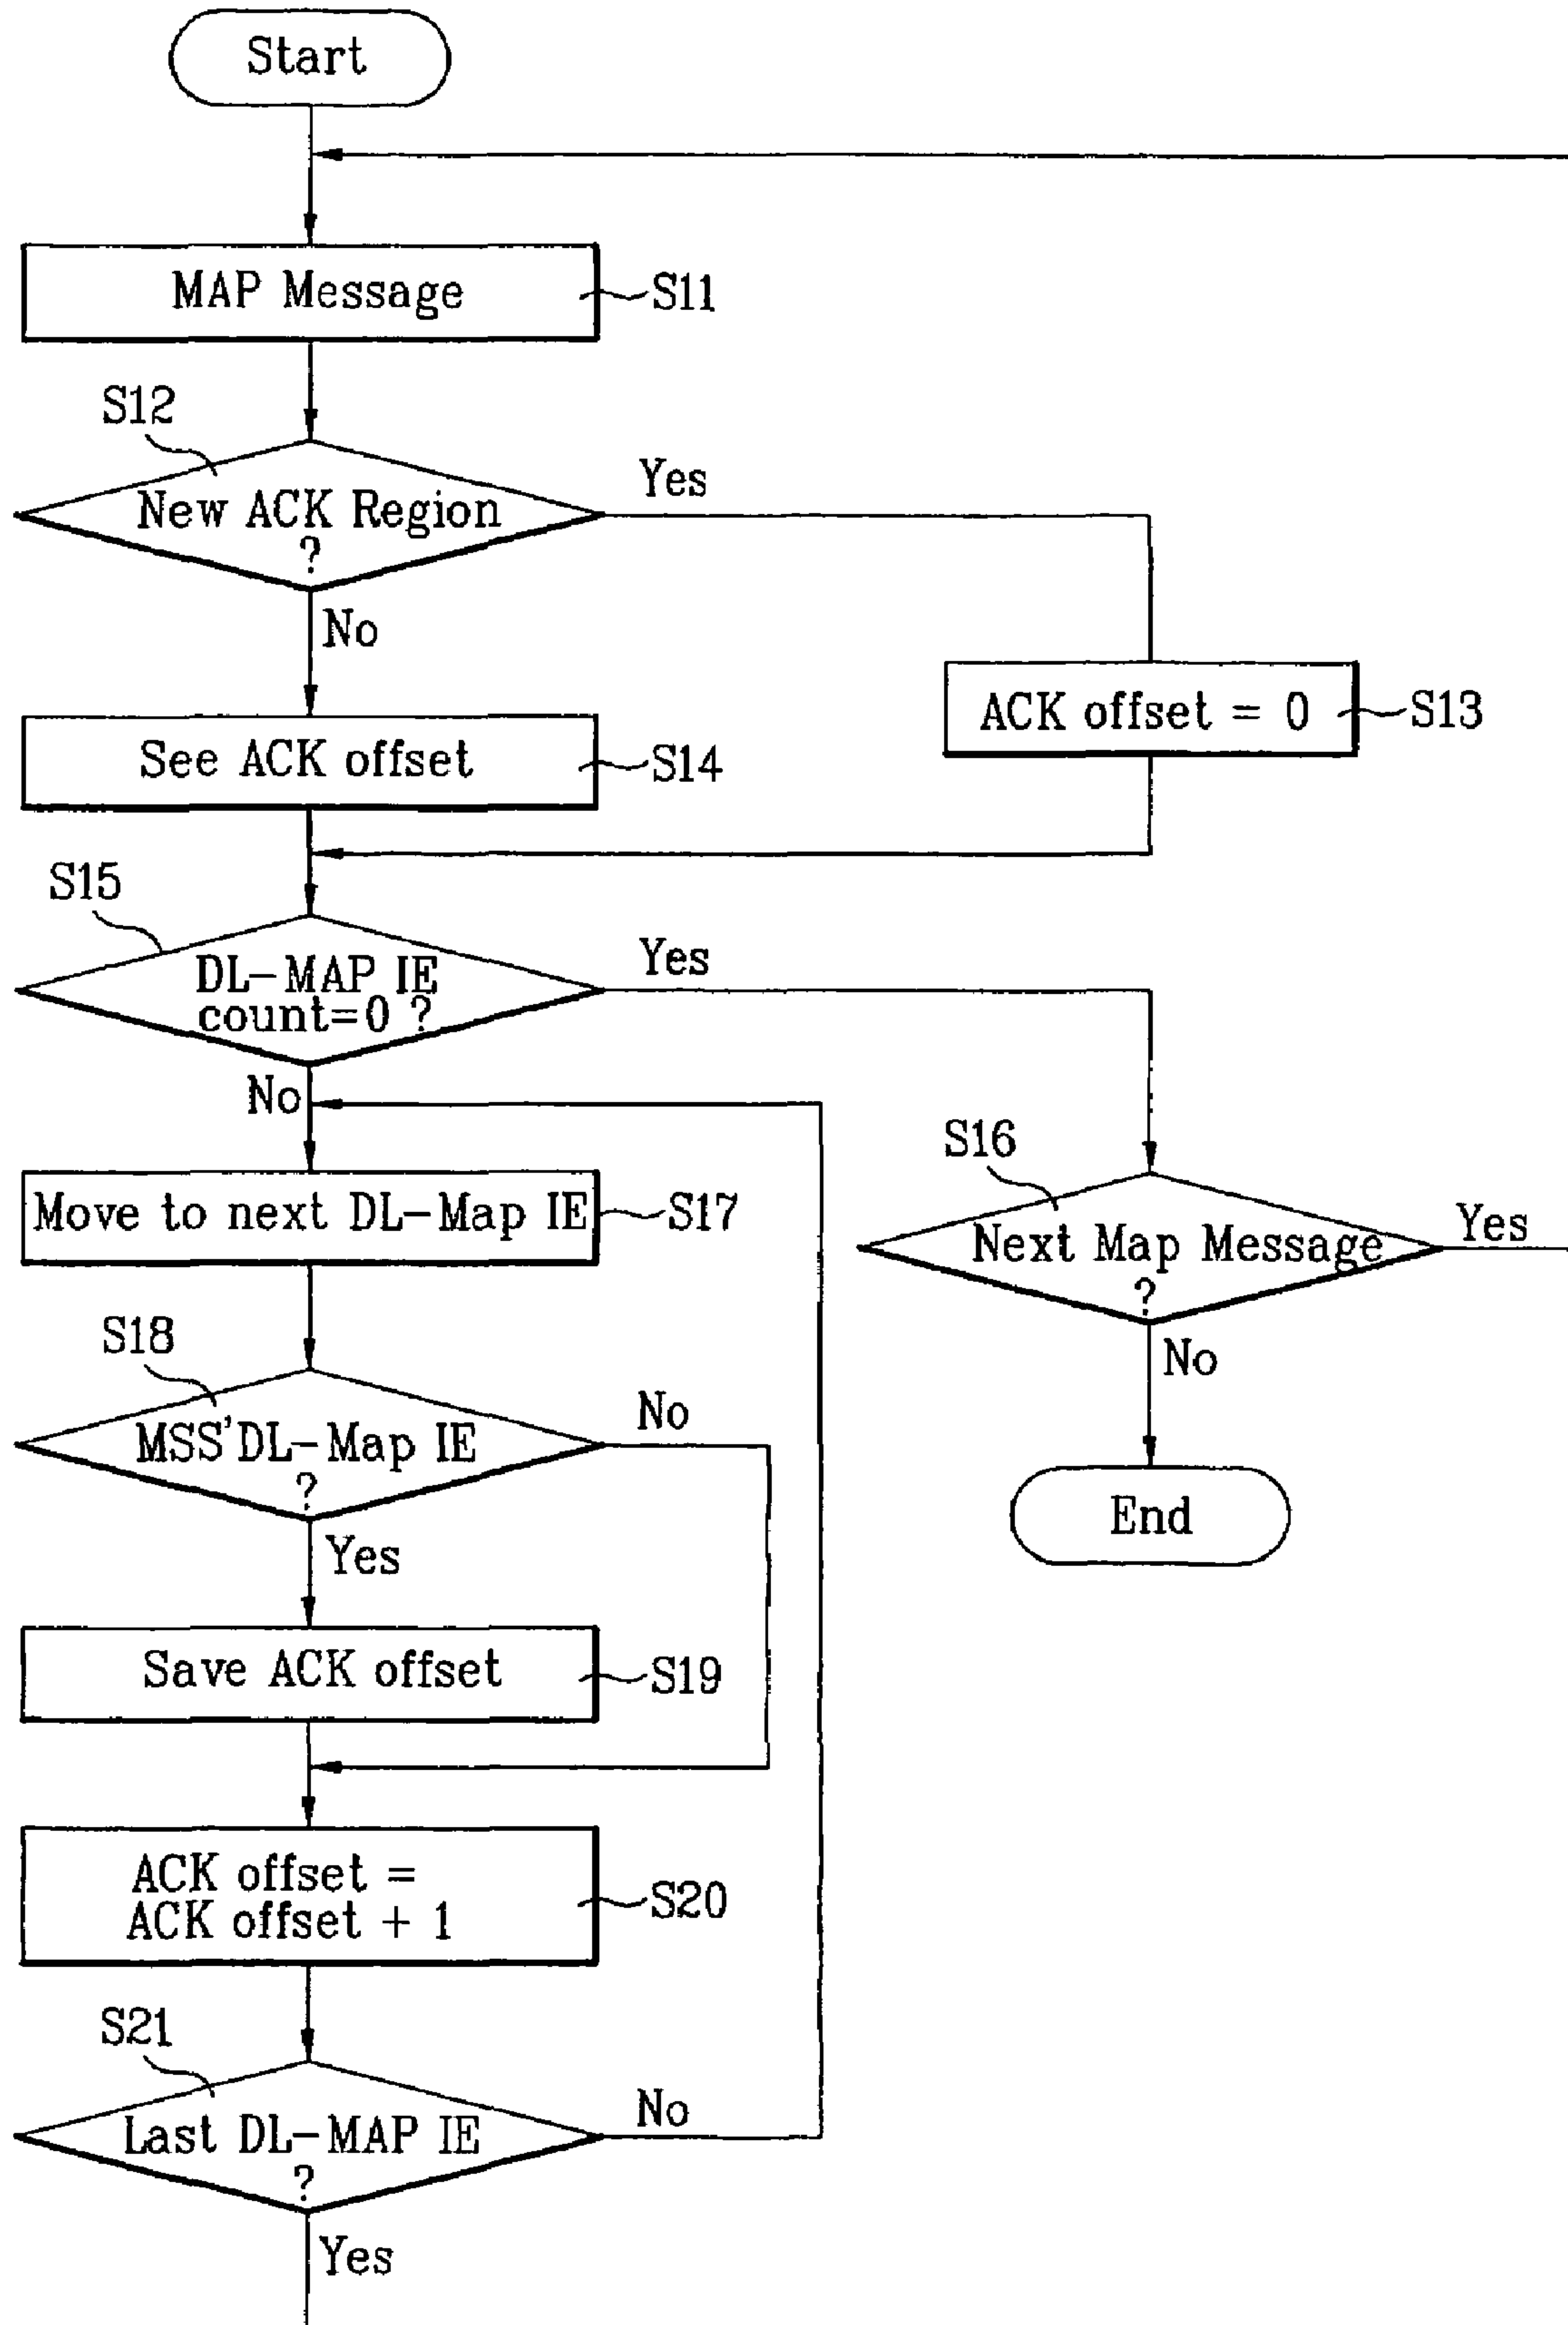 Start
MAP Message
S11
S12
New ACK Region
?
Yes
No
ACK offset = 0
S13
See ACK offset
S14
S15
DL-MAP IE
count=0 ?
Yes
No
S16
Next Map Message
?
Yes
No
End
Move to next DL-Map IE
S17
S18
MSS'DL-Map IE
?
No
Yes
Save ACK offset
S19
ACK offset =
ACK offset + 1
S20
S21
Last DL-MAP IE
?
No
Yes